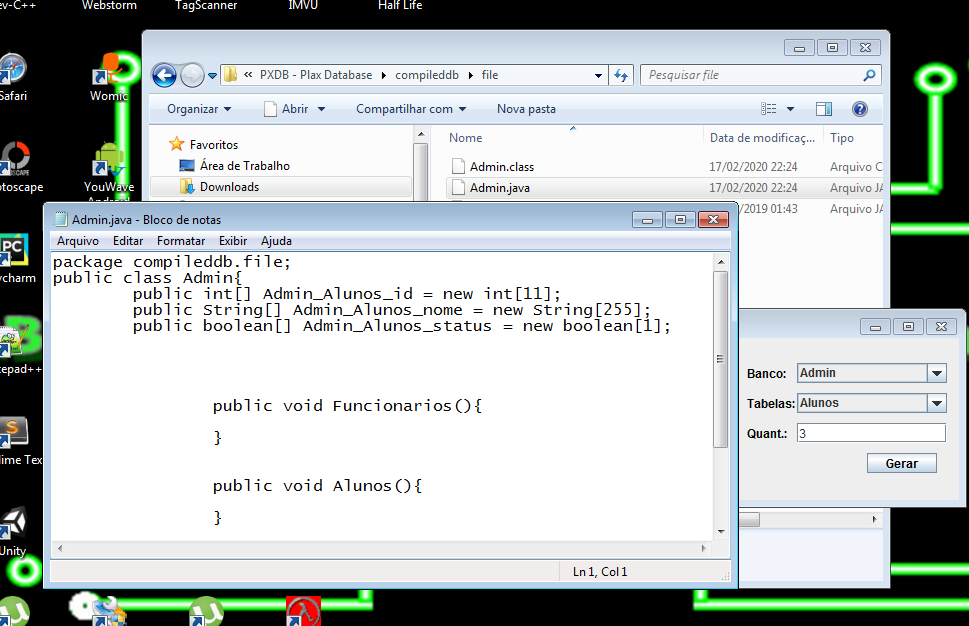 ev-C++
Webstorm
TagScanner
IMVU
Half Life
Safari
Womic
otoscape
YouWave
Android
PC
ycharm
tepad++
lime Tex
Unity
« PXDB - Plax Database ▸ compileddb ▸ file
Pesquisar file
Organizar
Abrir
Compartilhar com
Nova pasta
Favoritos
Área de Trabalho
Downloads
Nome
Data de modificaç...
Tipo
Admin.class 17/02/2020 22:24 Arquivo C
Admin.java 17/02/2020 22:24 Arquivo JA
/2019 01:43 Arquivo JA
Admin.java - Bloco de notas
Arquivo Editar Formatar Exibir Ajuda
package compileddb.file;
public class Admin{
public int[] Admin_Alunos_id = new int[11];
public String[] Admin_Alunos_nome = new String[255];
public boolean[] Admin_Alunos_status = new boolean[1];
public void Funcionarios(){
}
public void Alunos(){
}
Ln 1, Col 1
Banco: Admin
Tabelas: Alunos
Quant.: 3
Gerar